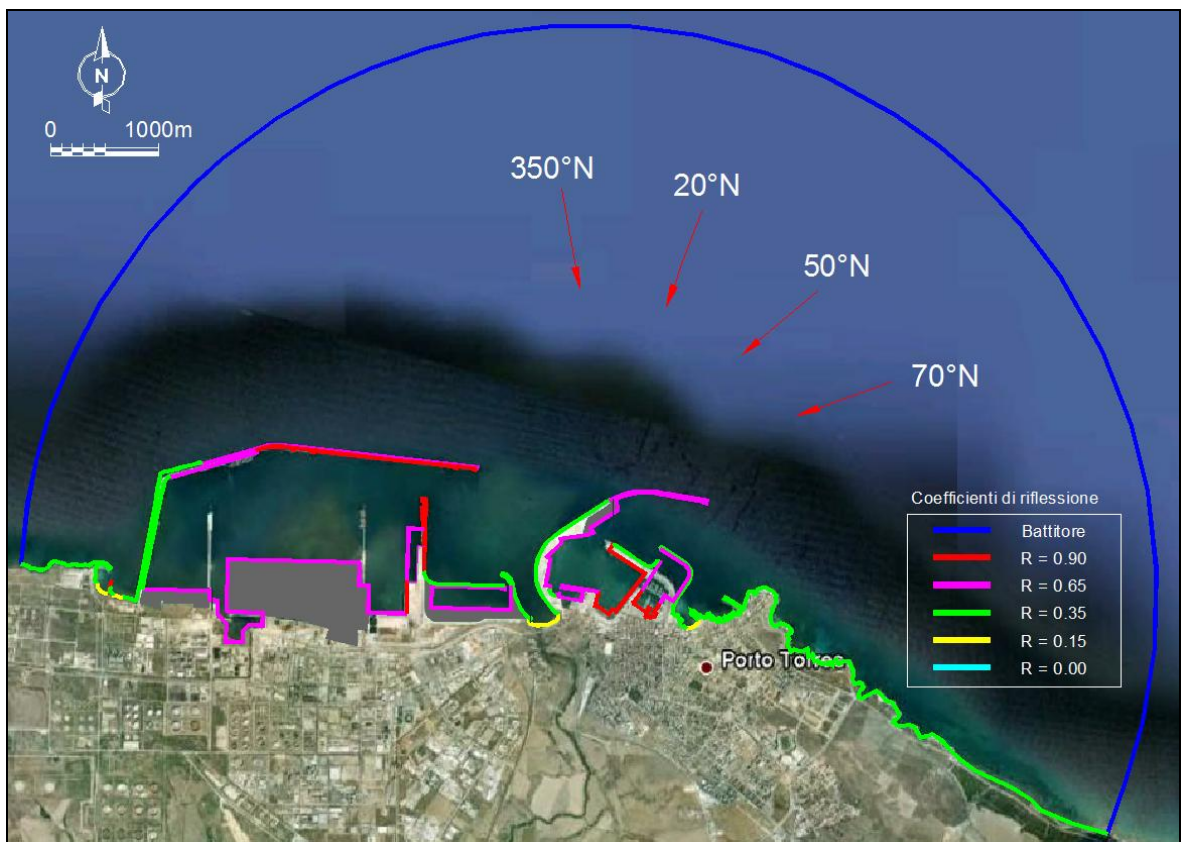 N
0 1000m
350°N
20°N
50°N
70°N
Coefficienti di riflessione
Battitore
R = 0.90
R = 0.65
R = 0.35
R = 0.15
R = 0.00
Porto Torres